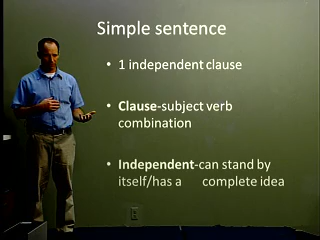 Simple sentence
• 1 independent clause
• Clause-subject verb
combination
• Independent-can stand by
itself/has a complete idea